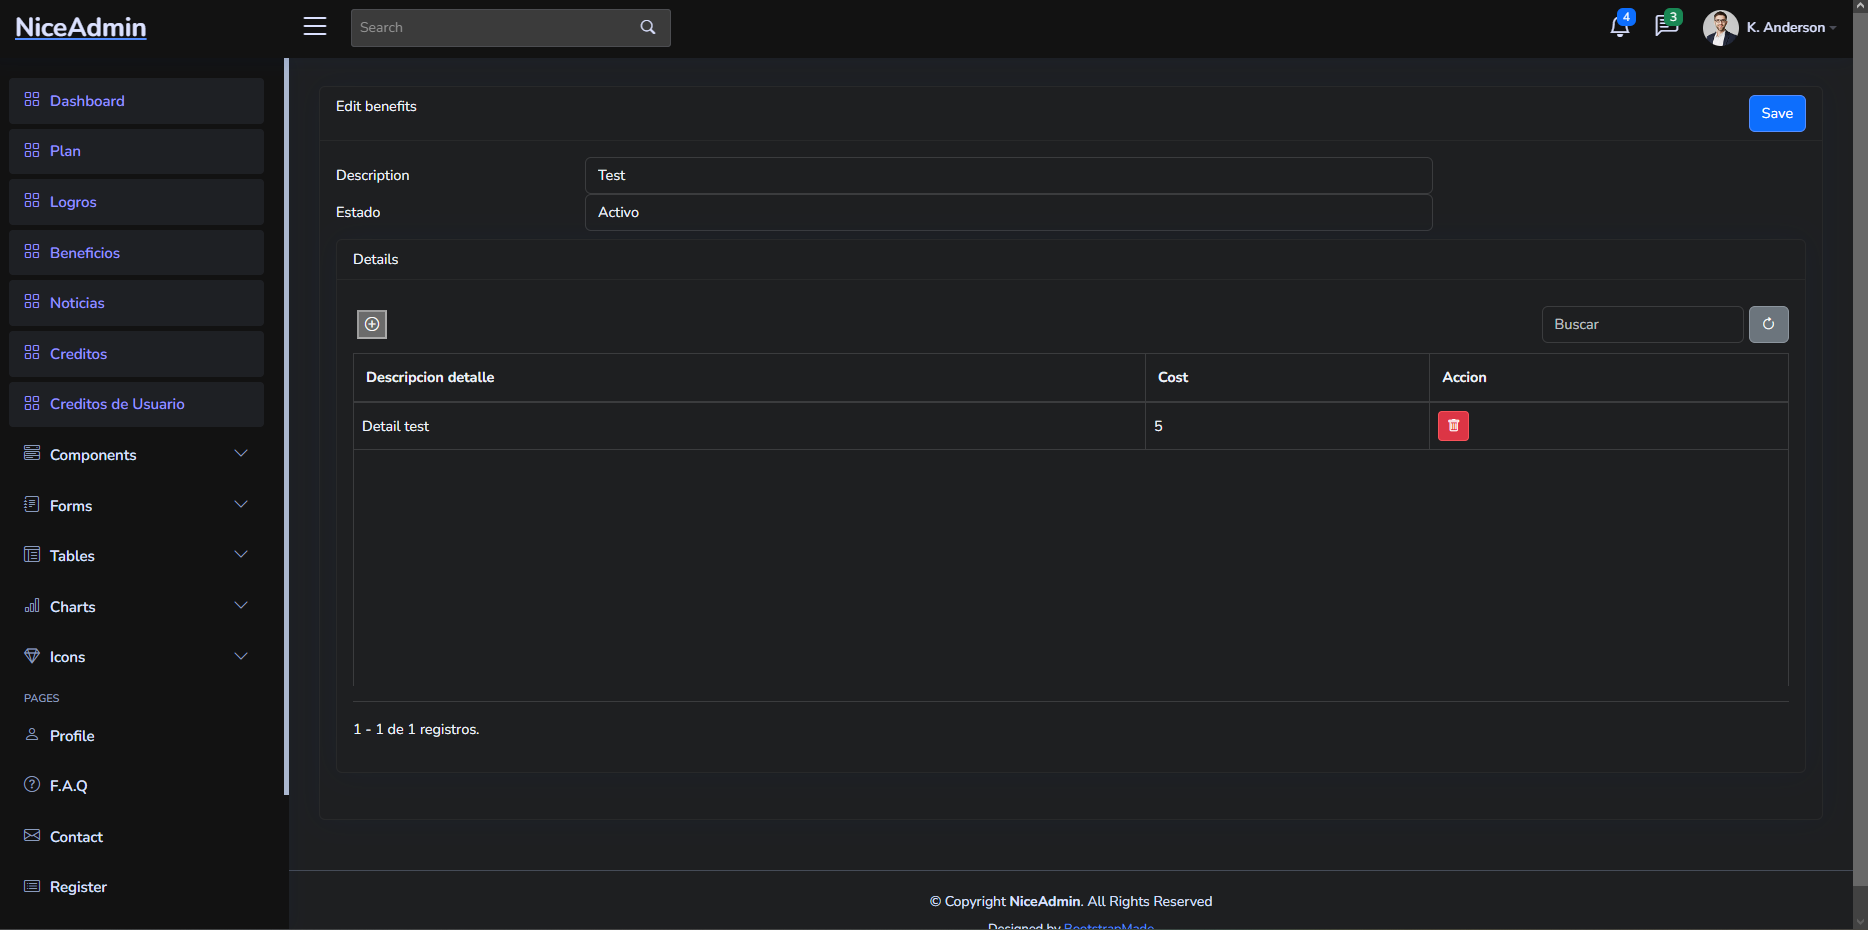 NiceAdmin
Search
4
3
K. Anderson
Dashboard
Plan
Logros
Beneficios
Noticias
Creditos
Creditos de Usuario
Components
Forms
Tables
Charts
Icons
PAGES
Profile
F.A.Q
Contact
Register
Edit benefits
Save
Description
Test
Estado
Activo
Details
Buscar
Descripcion detalle
Cost
Accion
Detail test
5
1 - 1 de 1 registros.
© Copyright NiceAdmin. All Rights Reserved
Designed by BootstrapMade